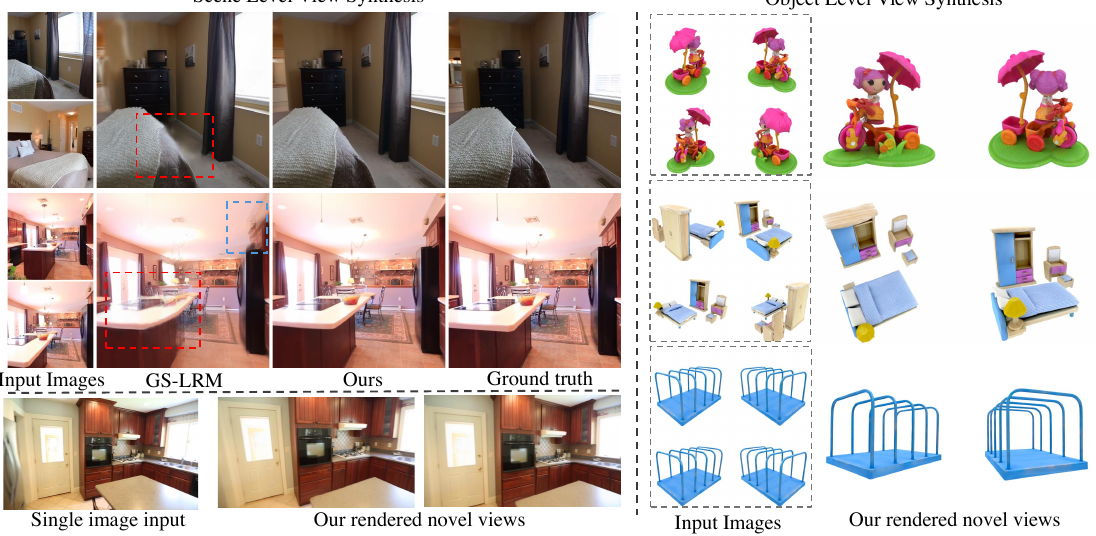 Scene Level View Synthesis
Object Level View Synthesis
Input Images
GS-LRM
Ours
Ground truth
Single image input
Our rendered novel views
Input Images
Our rendered novel views